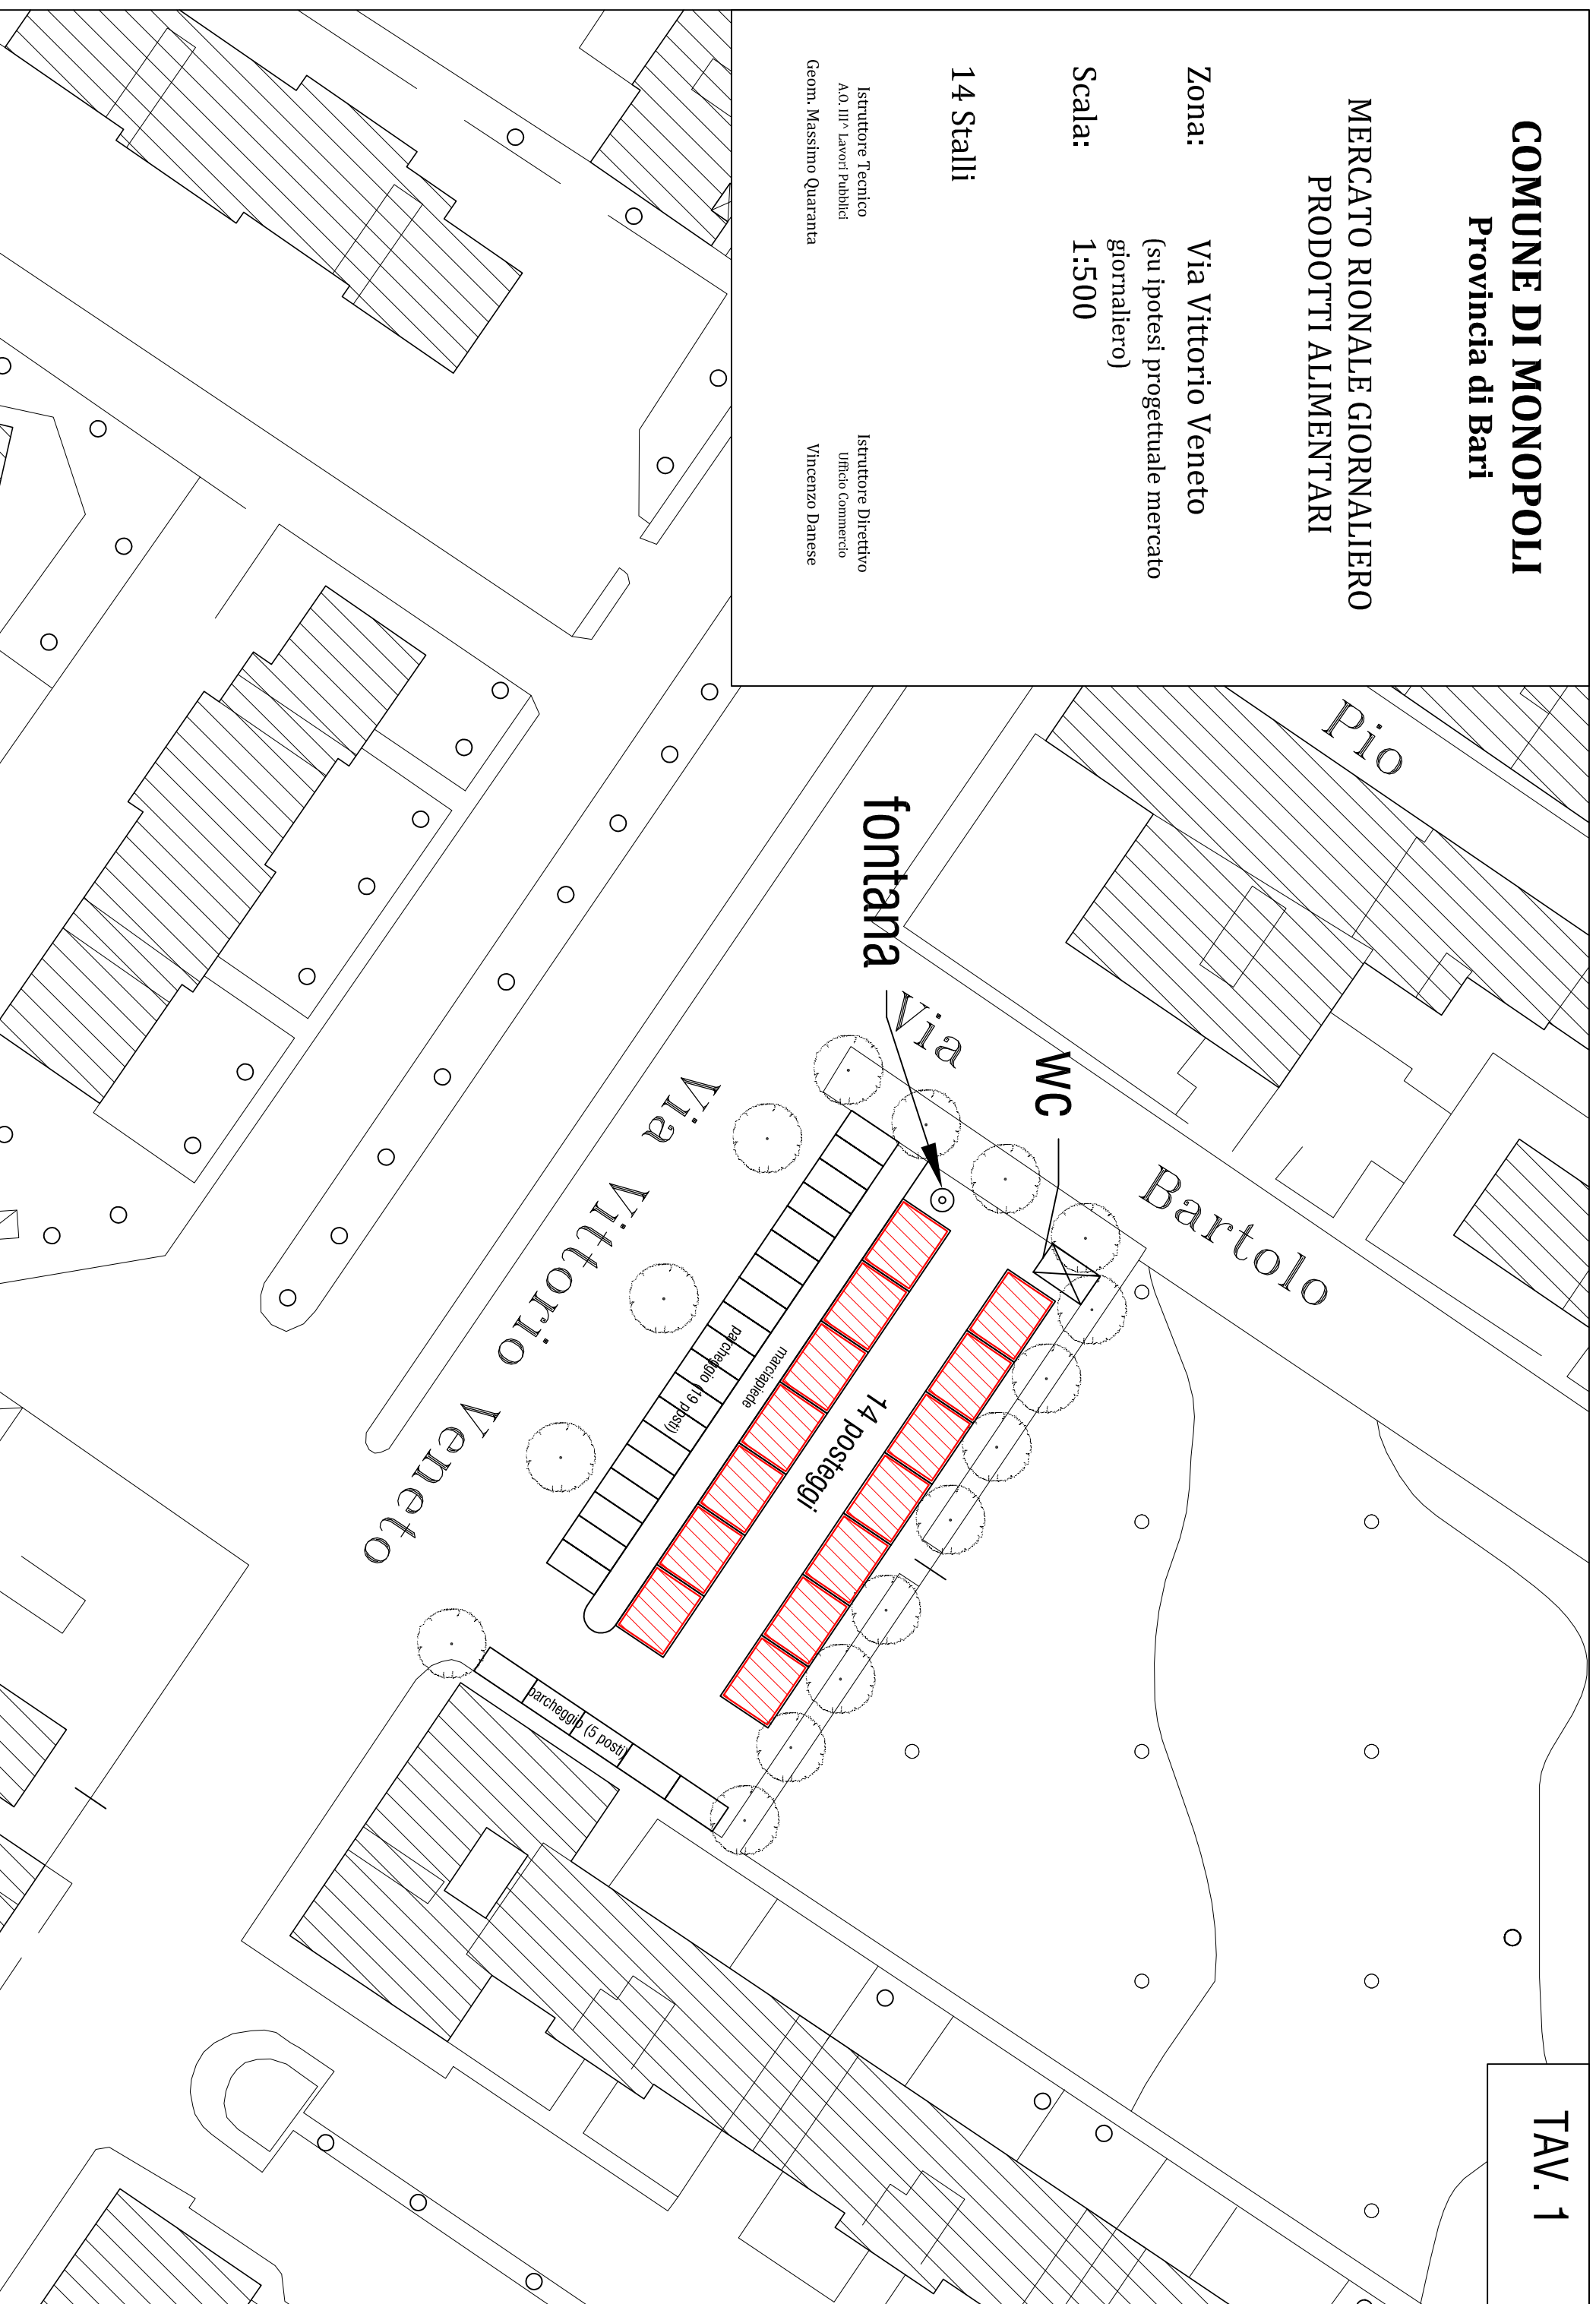 COMUNE DI MONOPOLI
Provincia di Bari
MERCATO RIONALE GIORNALIERO
PRODOTTI ALIMENTARI
Zona: Via Vittorio Veneto
(su ipotesi progettuale mercato
giornaliero)
Scala: 1:500
14 Stalli
Istruttore Tecnico
A.O. III^ Lavori Pubblici
Geom. Massimo Quaranta
Istruttore Direttivo
Ufficio Commercio
Vincenzo Danese
Pio
fontana
Via
WC
Bartolo
Via Vittorio Veneto
parcheggio (19 posti)
marciapiede
14 posteggi
parcheggio (5 posti)
TAV. 1